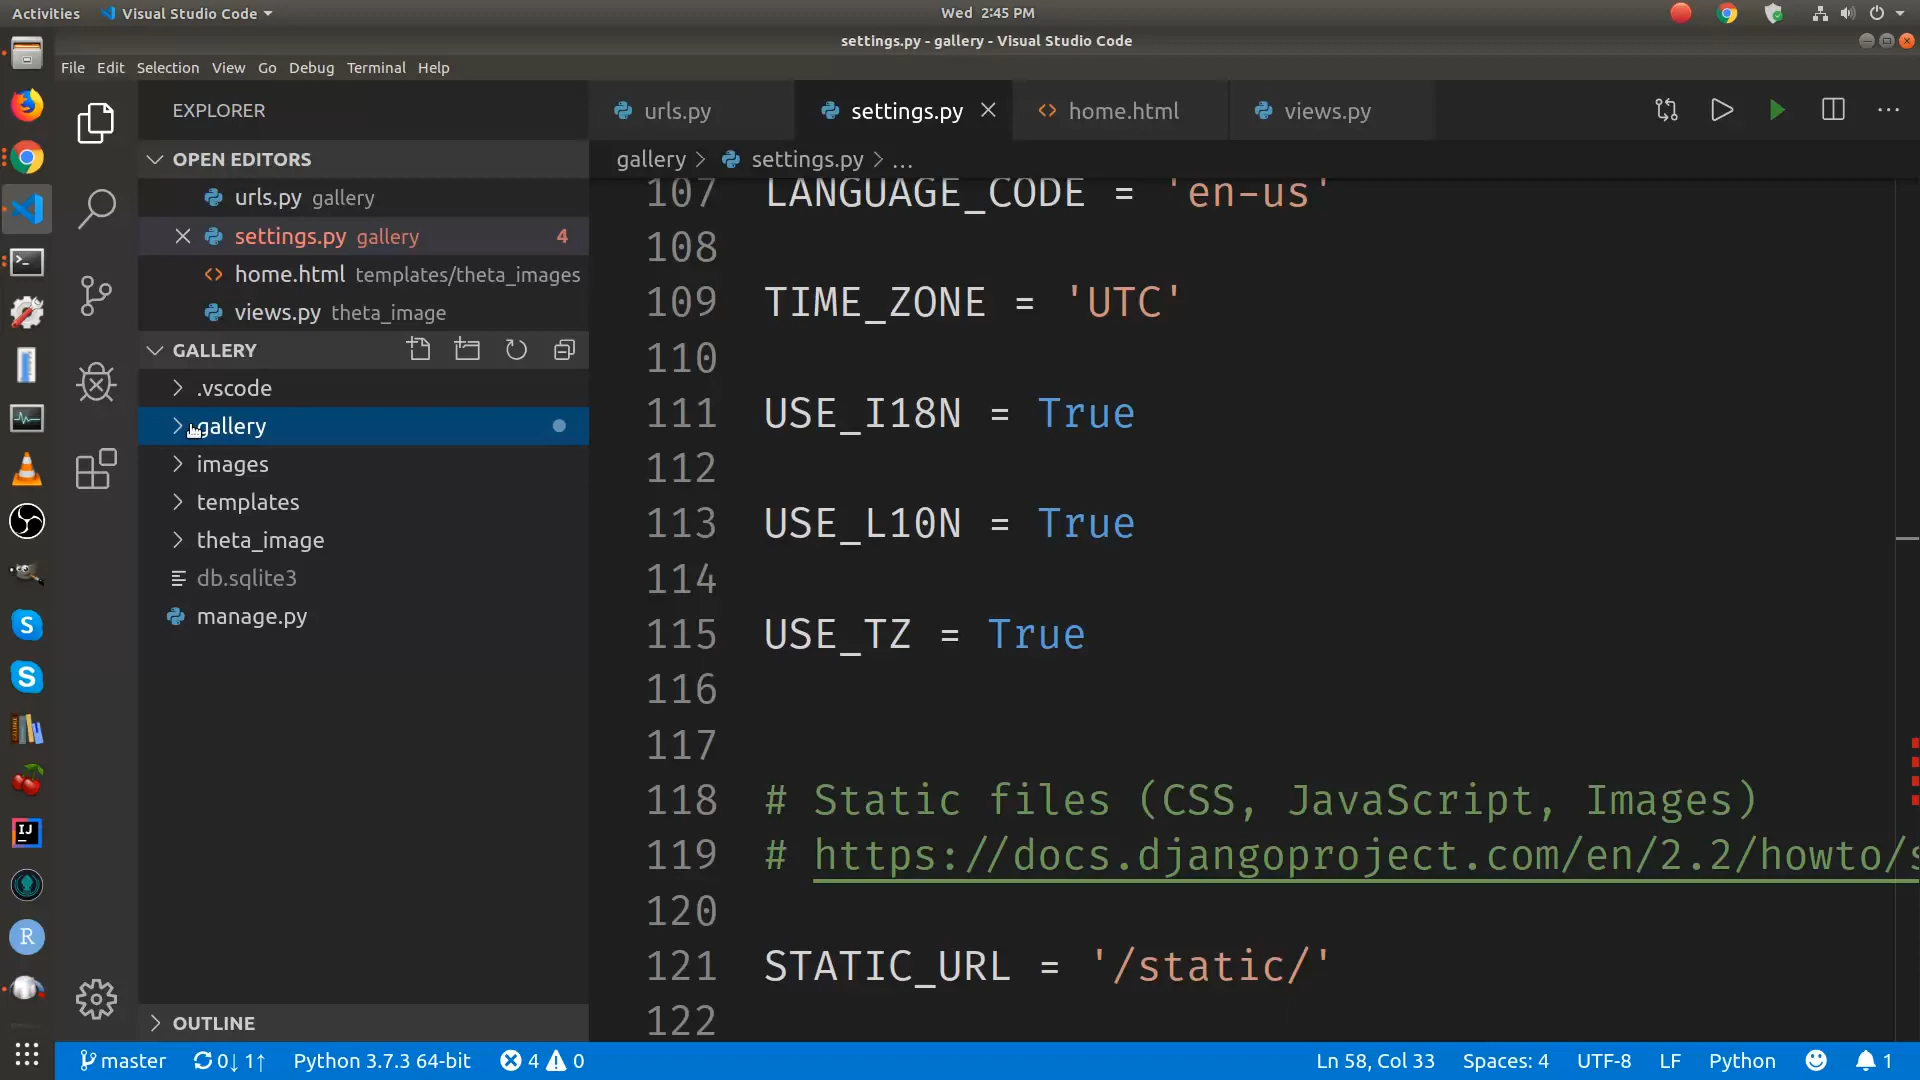 Activities Visual Studio Code Wed 2:45 PM
settings.py - gallery - Visual Studio Code
File Edit Selection View Go Debug Terminal Help
EXPLORER
OPEN EDITORS
urls.py gallery
settings.py gallery 4
home.html templates/theta_images
views.py theta_image
GALLERY
.vscode
gallery
images
templates
theta_image
db.sqlite3
manage.py
OUTLINE
urls.py settings.py home.html views.py
gallery > settings.py > ...
107 LANGUAGE_CODE = 'en-us'
108
109 TIME_ZONE = 'UTC'
110
111 USE_I18N = True
112
113 USE_L10N = True
114
115 USE_TZ = True
116
117
118 # Static files (CSS, JavaScript, Images)
119 # https://docs.djangoproject.com/en/2.2/howto/s
120
121 STATIC_URL = '/static/'
122
master 0↓ 1↑ Python 3.7.3 64-bit 4 0 Ln 58, Col 33 Spaces: 4 UTF-8 LF Python 1
IJ
R